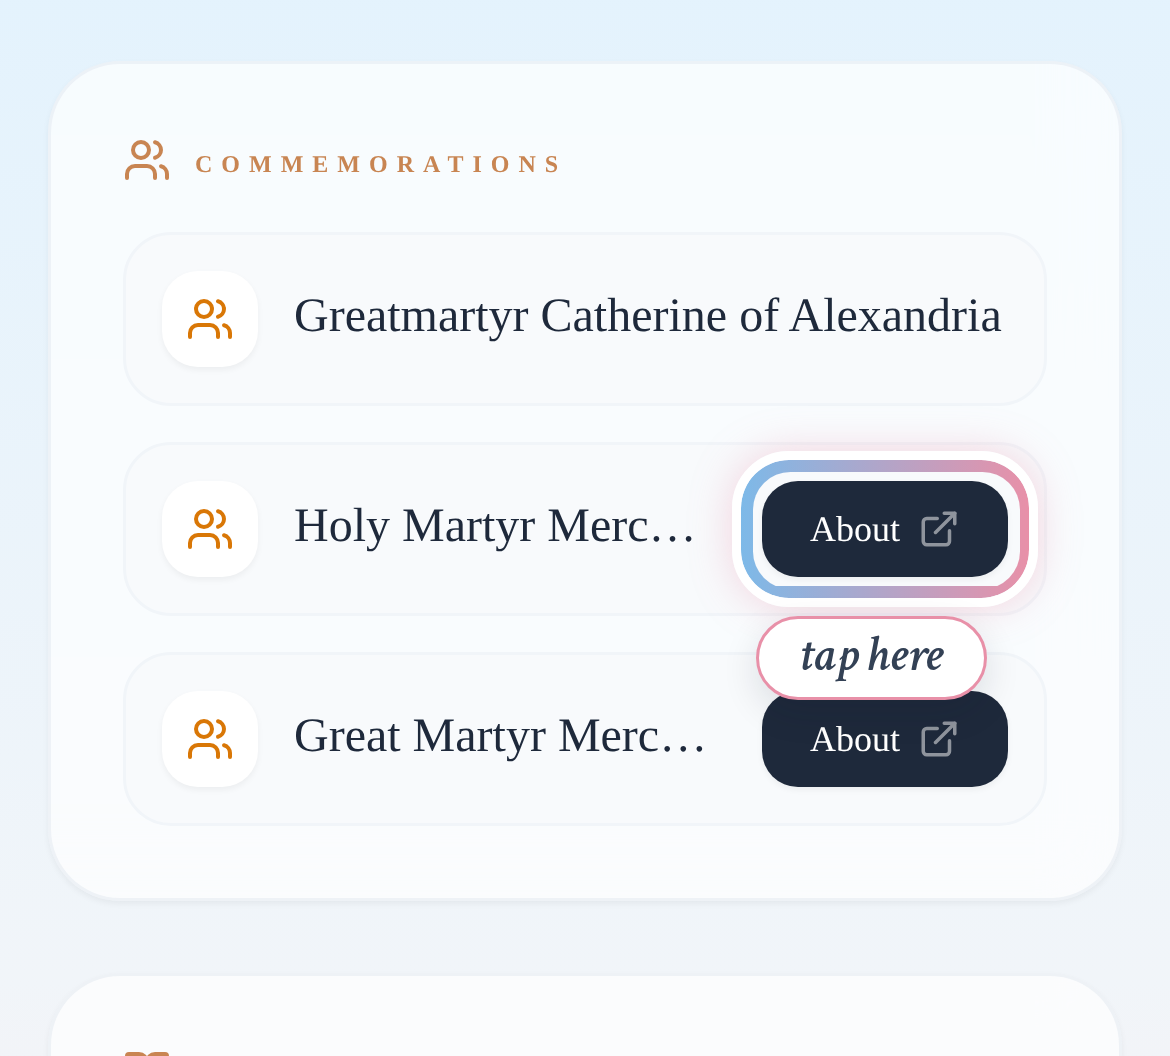 COMMEMORATIONS
Greatmartyr Catherine of Alexandria
Holy Martyr Merc…
About
tap here
Great Martyr Merc…
About